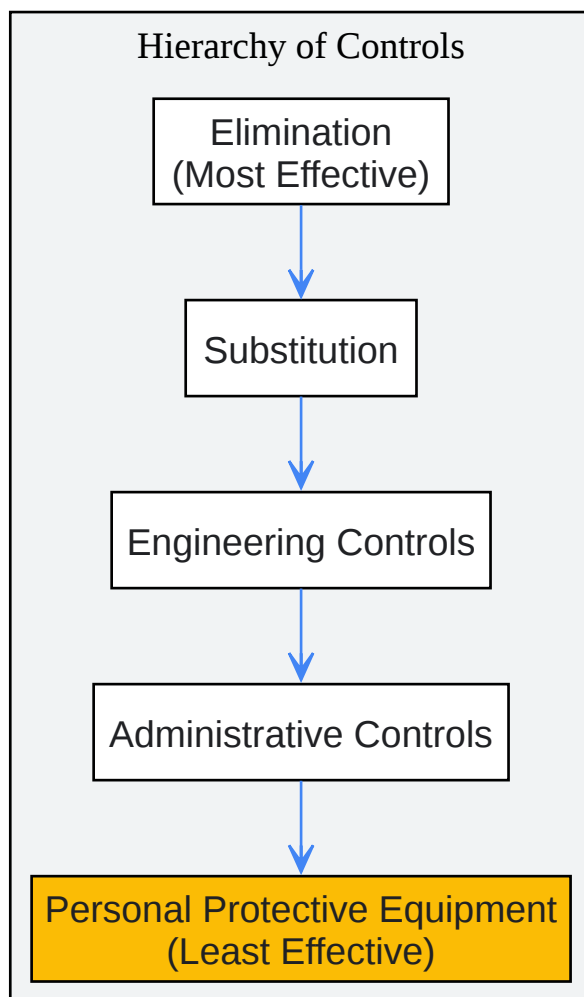 Hierarchy of Controls
Elimination
(Most Effective)
Substitution
Engineering Controls
Administrative Controls
Personal Protective Equipment
(Least Effective)